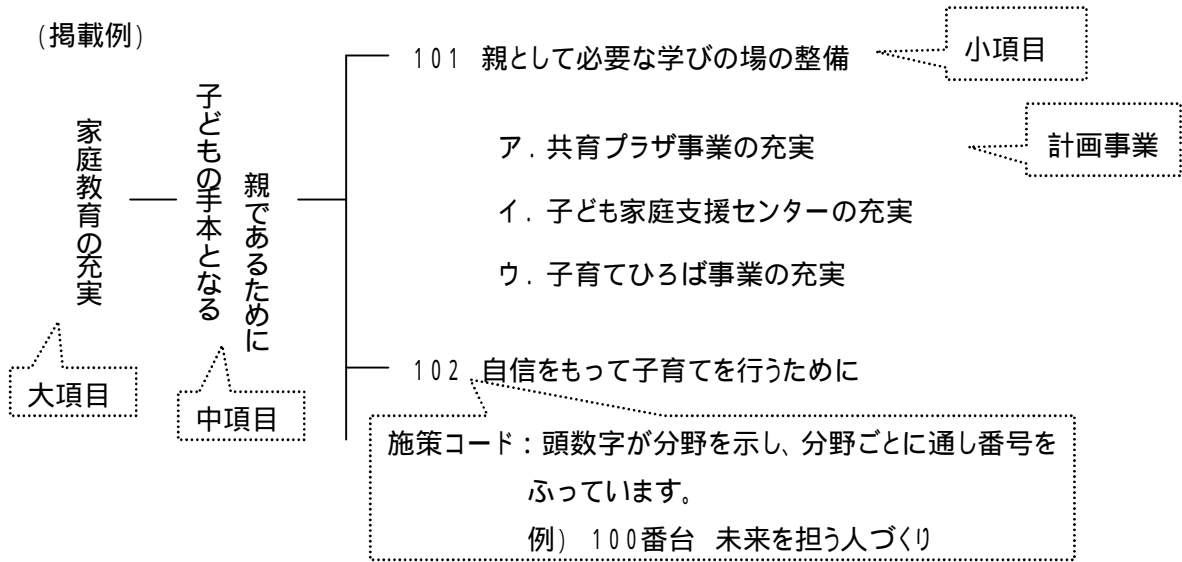 (掲載例)
家庭教育の充実
大項目
子どもの手本となる
親であるために
中項目
101 親として必要な学びの場の整備
小項目
ア．共育プラザ事業の充実
計画事業
イ．子ども家庭支援センターの充実
ウ．子育てひろば事業の充実
102 自信をもって子育てを行うために
施策コード：頭数字が分野を示し、分野ごとに通し番号を
ふっています。
例) 100番台 未来を担う人づくり